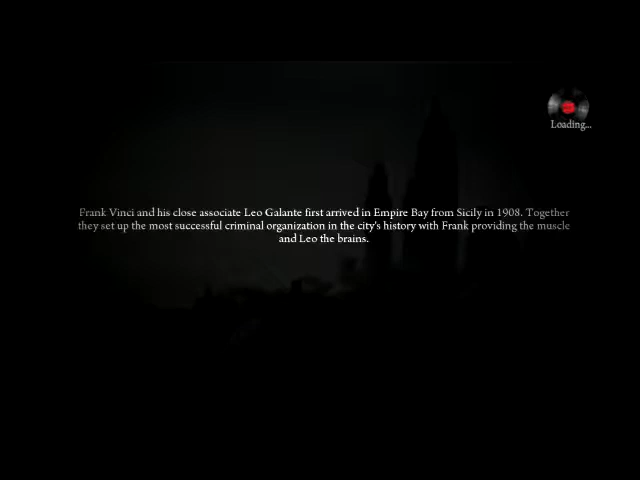 Loading...
Frank Vinci and his close associate Leo Galante first arrived in Empire Bay from Sicily in 1908. Together
they set up the most successful criminal organization in the city's history with Frank providing the muscle
and Leo the brains.